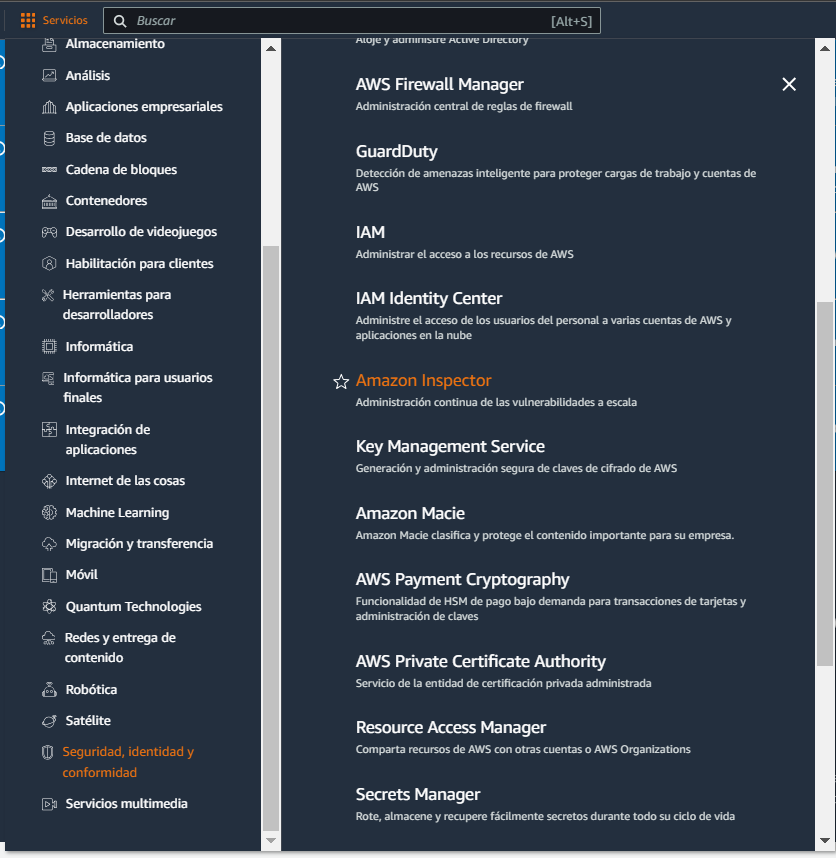 Servicios
Buscar
[Alt+S]
Almacenamiento
Análisis
Aplicaciones empresariales
Base de datos
Cadena de bloques
Contenedores
Desarrollo de videojuegos
Habilitación para clientes
Herramientas para
desarrolladores
Informática
Informática para usuarios
finales
Integración de
aplicaciones
Internet de las cosas
Machine Learning
Migración y transferencia
Móvil
Quantum Technologies
Redes y entrega de
contenido
Robótica
Satélite
Seguridad, identidad y
conformidad
Servicios multimedia
Aloje y administre Active Directory
AWS Firewall Manager
Administración central de reglas de firewall
GuardDuty
Detección de amenazas inteligente para proteger cargas de trabajo y cuentas de
AWS
IAM
Administrar el acceso a los recursos de AWS
IAM Identity Center
Administre el acceso de los usuarios del personal a varias cuentas de AWS y
aplicaciones en la nube
Amazon Inspector
Administración continua de las vulnerabilidades a escala
Key Management Service
Generación y administración segura de claves de cifrado de AWS
Amazon Macie
Amazon Macie clasifica y protege el contenido importante para su empresa.
AWS Payment Cryptography
Funcionalidad de HSM de pago bajo demanda para transacciones de tarjetas y
administración de claves
AWS Private Certificate Authority
Servicio de la entidad de certificación privada administrada
Resource Access Manager
Comparta recursos de AWS con otras cuentas o AWS Organizations
Secrets Manager
Rote, almacene y recupere fácilmente secretos durante todo su ciclo de vida